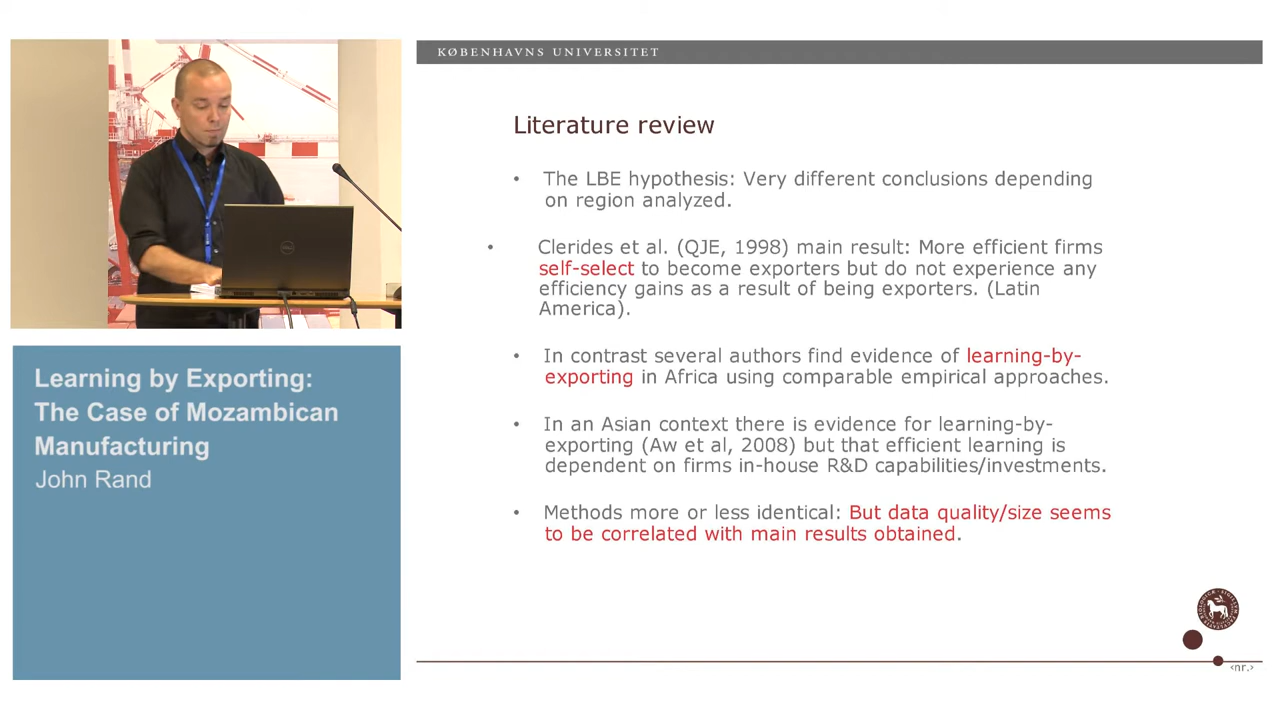 KØBENHAVNS UNIVERSITET
Literature review
• The LBE hypothesis: Very different conclusions depending
on region analyzed.
• Clerides et al. (QJE, 1998) main result: More efficient firms
self-select to become exporters but do not experience any
efficiency gains as a result of being exporters. (Latin
America).
• In contrast several authors find evidence of learning-by-
exporting in Africa using comparable empirical approaches.
• In an Asian context there is evidence for learning-by-
exporting (Aw et al, 2008) but that efficient learning is
dependent on firms in-house R&D capabilities/investments.
• Methods more or less identical: But data quality/size seems
to be correlated with main results obtained.
‹nr.›
Learning by Exporting:
The Case of Mozambican
Manufacturing
John Rand